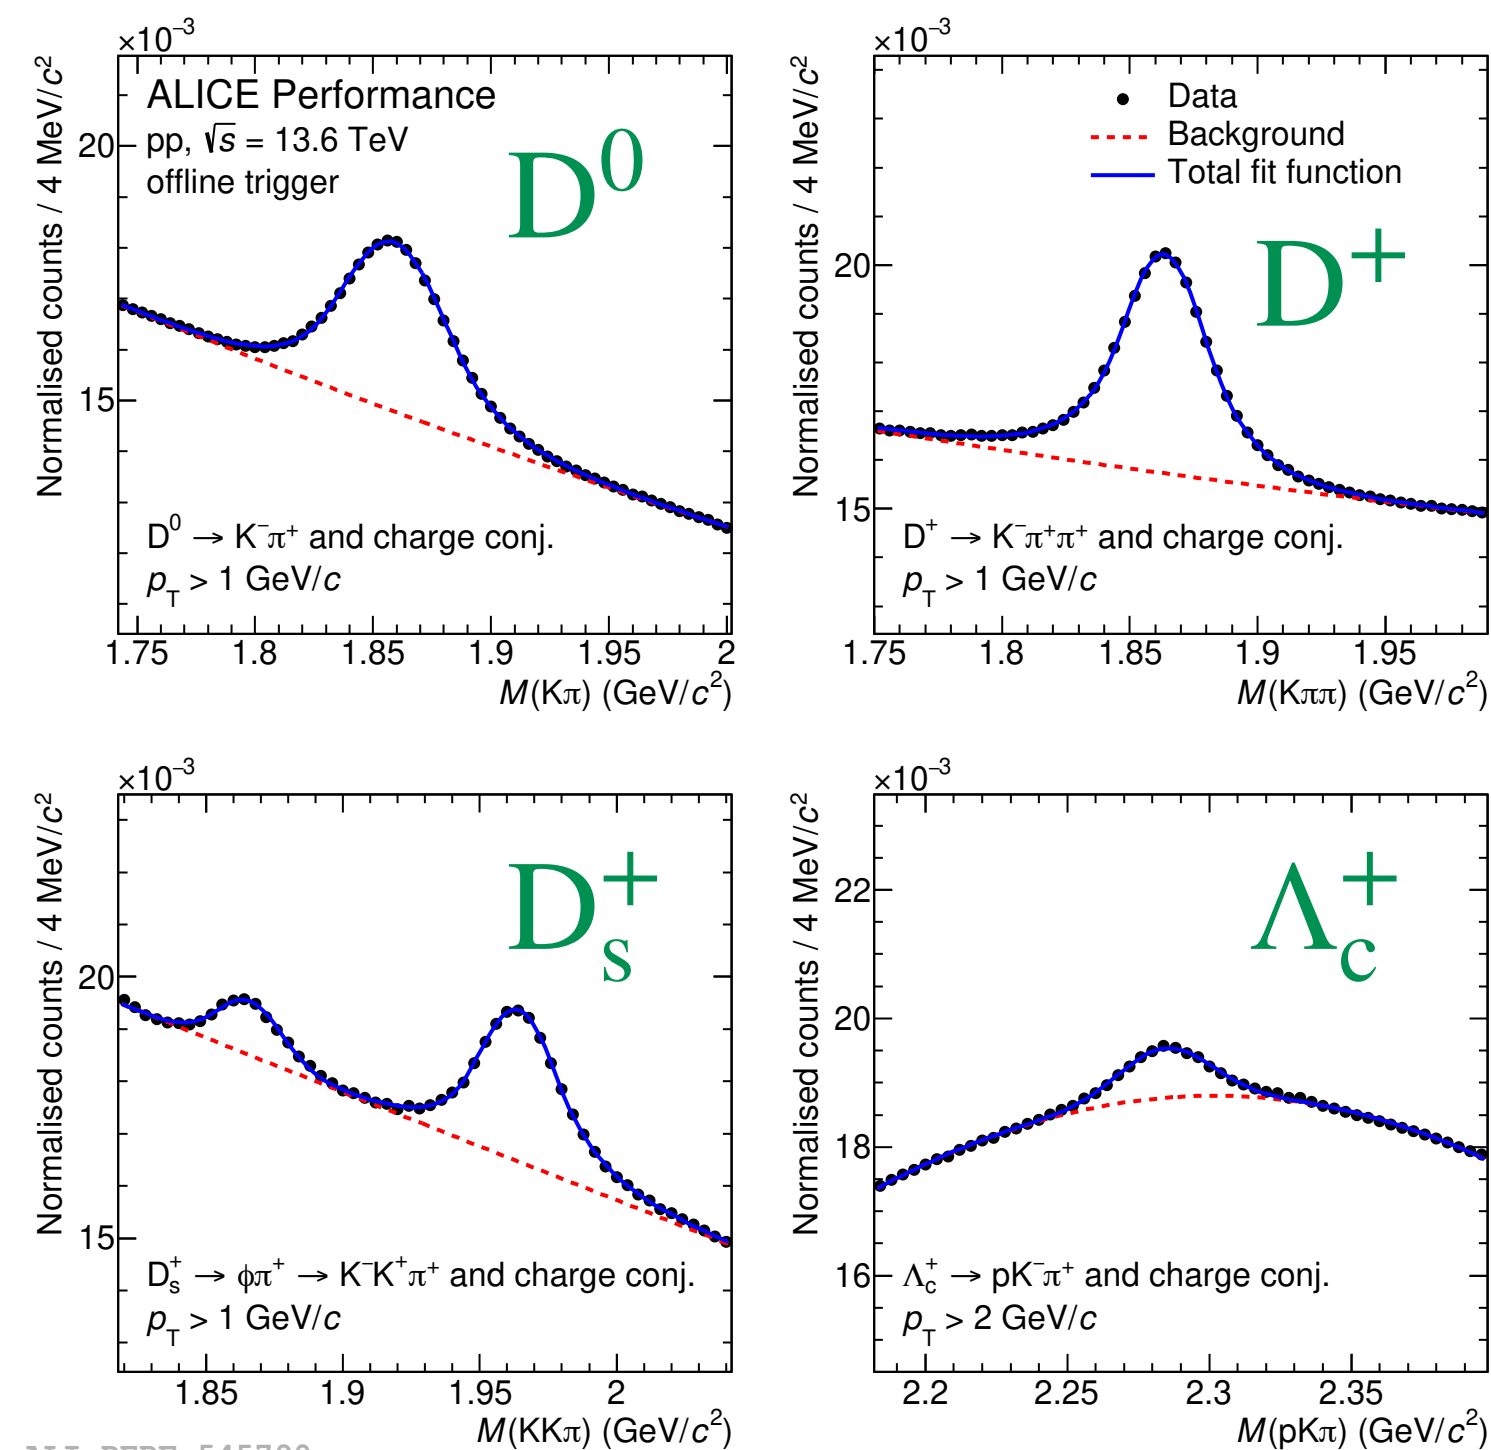 ×10⁻³
Normalised counts / 4 MeV/c²
ALICE Performance
pp, √s = 13.6 TeV
offline trigger
D⁰
20
15
D⁰ → K⁻π⁺ and charge conj.
p_T > 1 GeV/c
1.75 1.8 1.85 1.9 1.95 2
M(Kπ) (GeV/c²)
×10⁻³
Normalised counts / 4 MeV/c²
Data
Background
Total fit function
D⁺
20
15
D⁺ → K⁻π⁺π⁺ and charge conj.
p_T > 1 GeV/c
1.75 1.8 1.85 1.9 1.95
M(Kππ) (GeV/c²)
×10⁻³
Normalised counts / 4 MeV/c²
D_s⁺
20
15
D_s⁺ → ϕπ⁺ → K⁻K⁺π⁺ and charge conj.
p_T > 1 GeV/c
1.85 1.9 1.95 2
M(KKπ) (GeV/c²)
×10⁻³
Normalised counts / 4 MeV/c²
Λ_c⁺
22
20
18
16
Λ_c⁺ → pK⁻π⁺ and charge conj.
p_T > 2 GeV/c
2.2 2.25 2.3 2.35
M(pKπ) (GeV/c²)